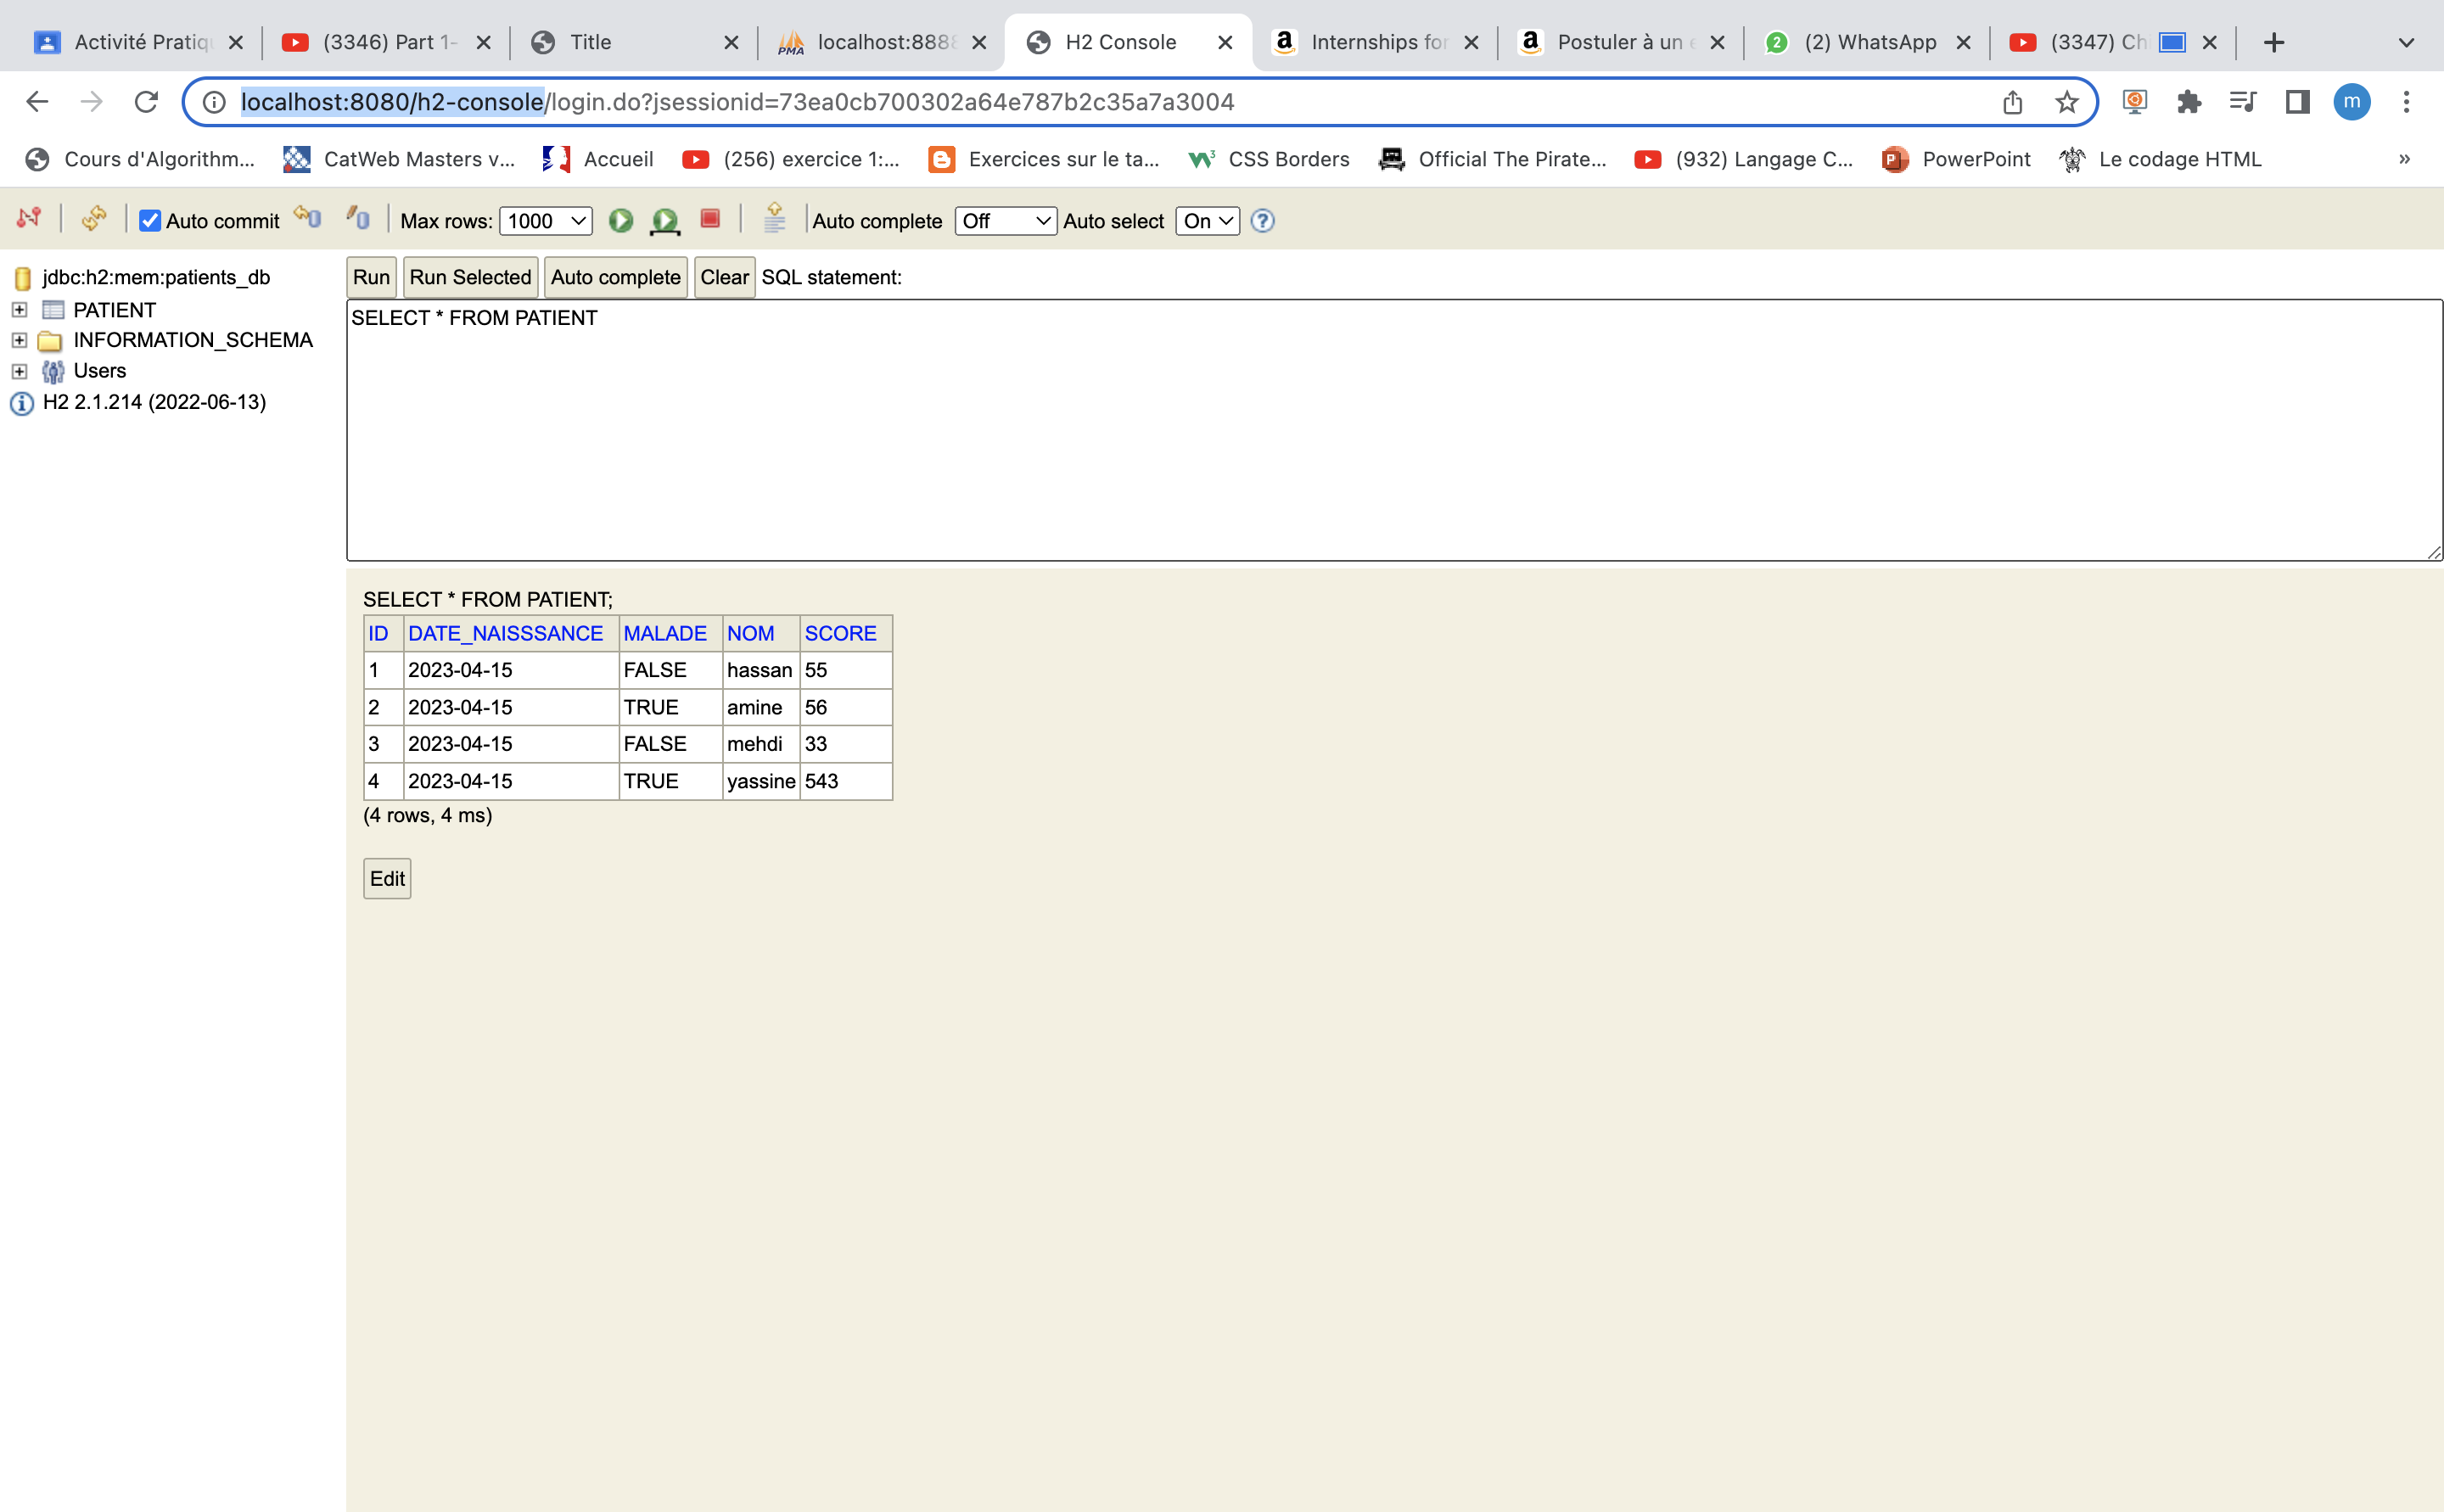 Activité Pratiq (3346) Part 1- Title localhost:8888 H2 Console Internships for Postuler à un e (2) WhatsApp (3347) Ch
localhost:8080/h2-console/login.do?jsessionid=73ea0cb700302a64e787b2c35a7a3004 m
Cours d'Algorithm... CatWeb Masters v... Accueil (256) exercice 1:... Exercices sur le ta... CSS Borders Official The Pirate... (932) Langage C... PowerPoint Le codage HTML »
Auto commit Max rows: 1000 Auto complete Off Auto select On
jdbc:h2:mem:patients_db
PATIENT
INFORMATION_SCHEMA
Users
H2 2.1.214 (2022-06-13)
Run Run Selected Auto complete Clear SQL statement:
SELECT * FROM PATIENT
SELECT * FROM PATIENT;
ID DATE_NAISSSANCE MALADE NOM SCORE
1 2023-04-15 FALSE hassan 55
2 2023-04-15 TRUE amine 56
3 2023-04-15 FALSE mehdi 33
4 2023-04-15 TRUE yassine 543
(4 rows, 4 ms)
Edit